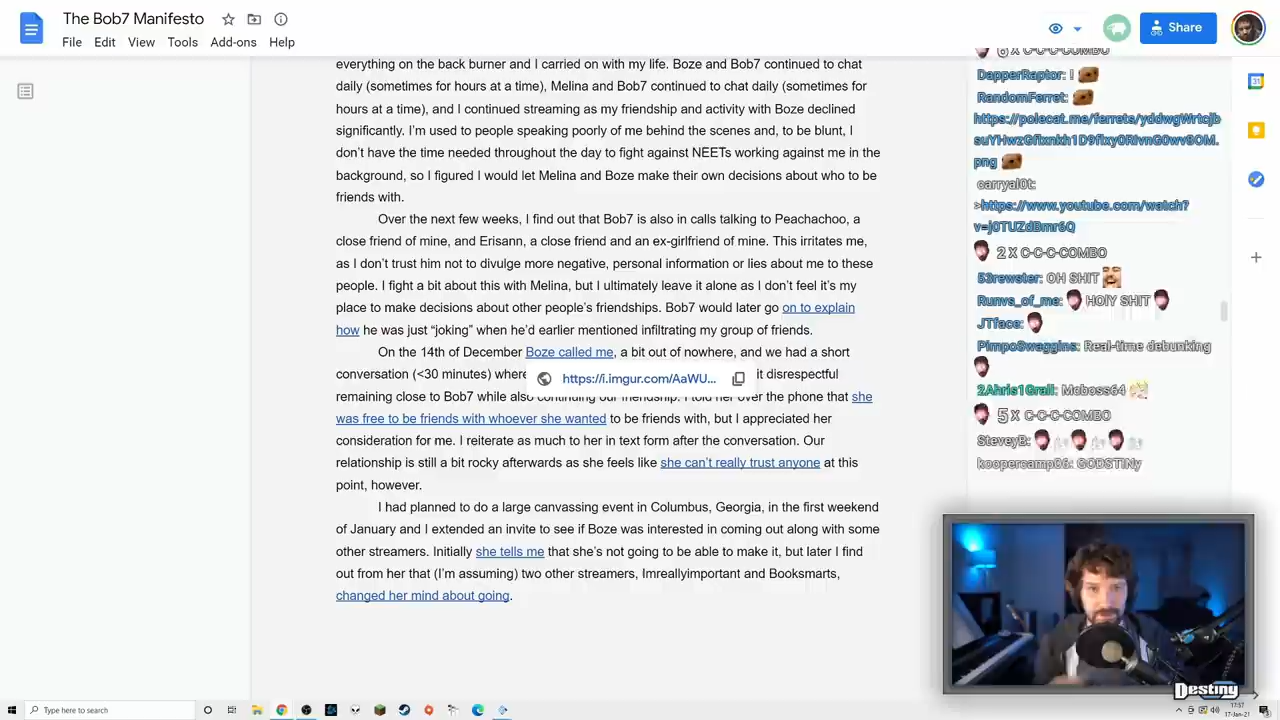 The Bob7 Manifesto
File Edit View Tools Add-ons Help
Share
everything on the back burner and I carried on with my life. Boze and Bob7 continued to chat
daily (sometimes for hours at a time), Melina and Bob7 continued to chat daily (sometimes for
at a time), and I continued streaming as my friendship and activity with Boze declined
significantly. I'm used to people speaking poorly of me behind the scenes and, to be blunt, I
don't have the time needed throughout the day to fight against NEETs working against me in the
background, so I figured I would let Melina and Boze make their own decisions about who to be
friends with.
Over the next few weeks, I find out that Bob7 is also in calls talking to Peachachoo, a
close friend of mine, and Erisann, a close friend and an ex-girlfriend of mine. This irritates me,
as I don't trust him not to divulge more negative, personal information or lies about me to these
people. I fight a bit about this with Melina, but I ultimately leave it alone as I don't feel it's my
place to make decisions about other people's friendships. Bob7 would later go on to explain
how he was just “joking” when he'd earlier mentioned infiltrating my group of friends.
On the 14th of December Boze called me, a bit out of nowhere, and we had a short
conversation (<30 minutes) where it disrespectful
https://i.imgur.com/AaWU...
remaining close to Bob7 while also continuing our friendship. I told her over the phone that she
was free to be friends with whoever she wanted to be friends with, but I appreciated her
consideration for me. I reiterate as much to her in text form after the conversation. Our
relationship is still a bit rocky afterwards as she feels like she can't really trust anyone at this
point, however.
I had planned to do a large canvassing event in Columbus, Georgia, in the first weekend
of January and I extended an invite to see if Boze was interested in coming out along with some
other streamers. Initially she tells me that she's not going to be able to make it, but later I find
out from her that (I'm assuming) two other streamers, Imreallyimportant and Booksmarts,
changed her mind about going.
6 X C-C-C-COMBO
DapperRaptor: !
RandomFerret:
png
carryal0t:
>https://www.youtube.com/watch?
v=j0TUZdBmr6Q
2 X C-C-C-COMBO
53rewster: OH SHIT
Runvs_of_me: HOlY SHIT
JTface:
PimpoSwaggins: Real-time debunking
2Ahris1Grail: Moboss64
5 X C-C-C-COMBO
SteveyB:
koopercamp06: GODSTINy
Destiny
Type here to search
17:57
17-Jan-21